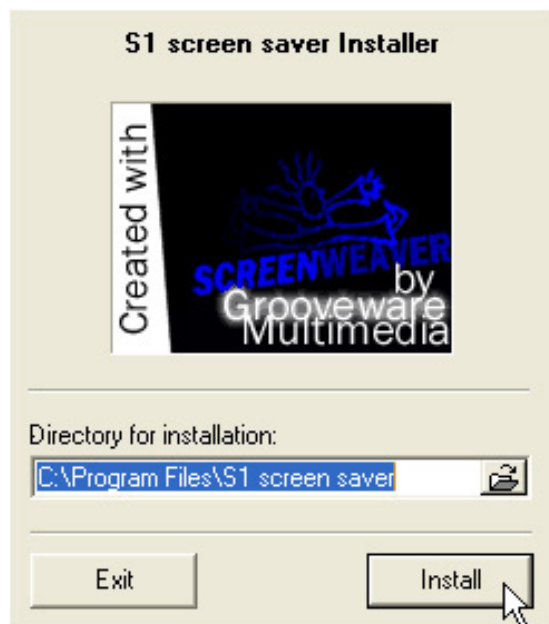 S1 screen saver Installer
Created with
SCREENWEAVER
by
Grooveware
Multimedia
Directory for installation:
C:\Program Files\S1 screen saver
Exit
Install